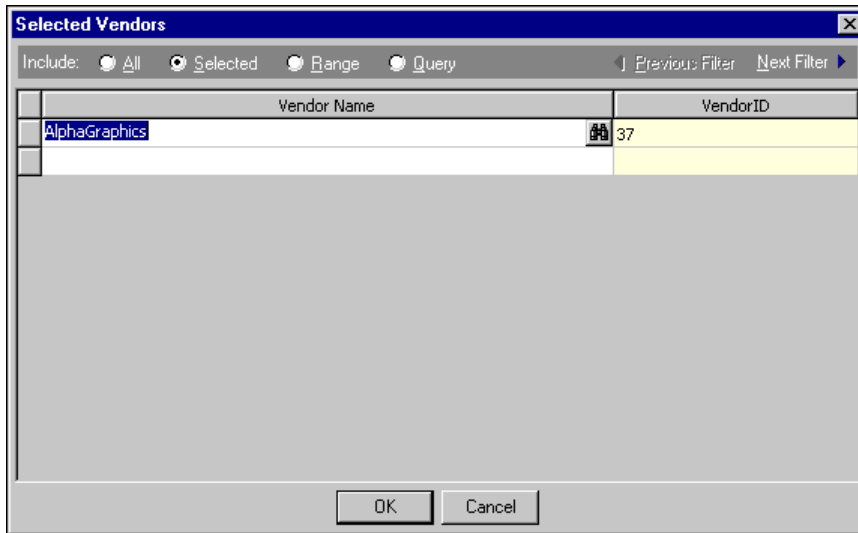 Selected Vendors
Include: All Selected Range Query Previous Filter Next Filter
Vendor Name VendorID
AlphaGraphics 37
OK Cancel